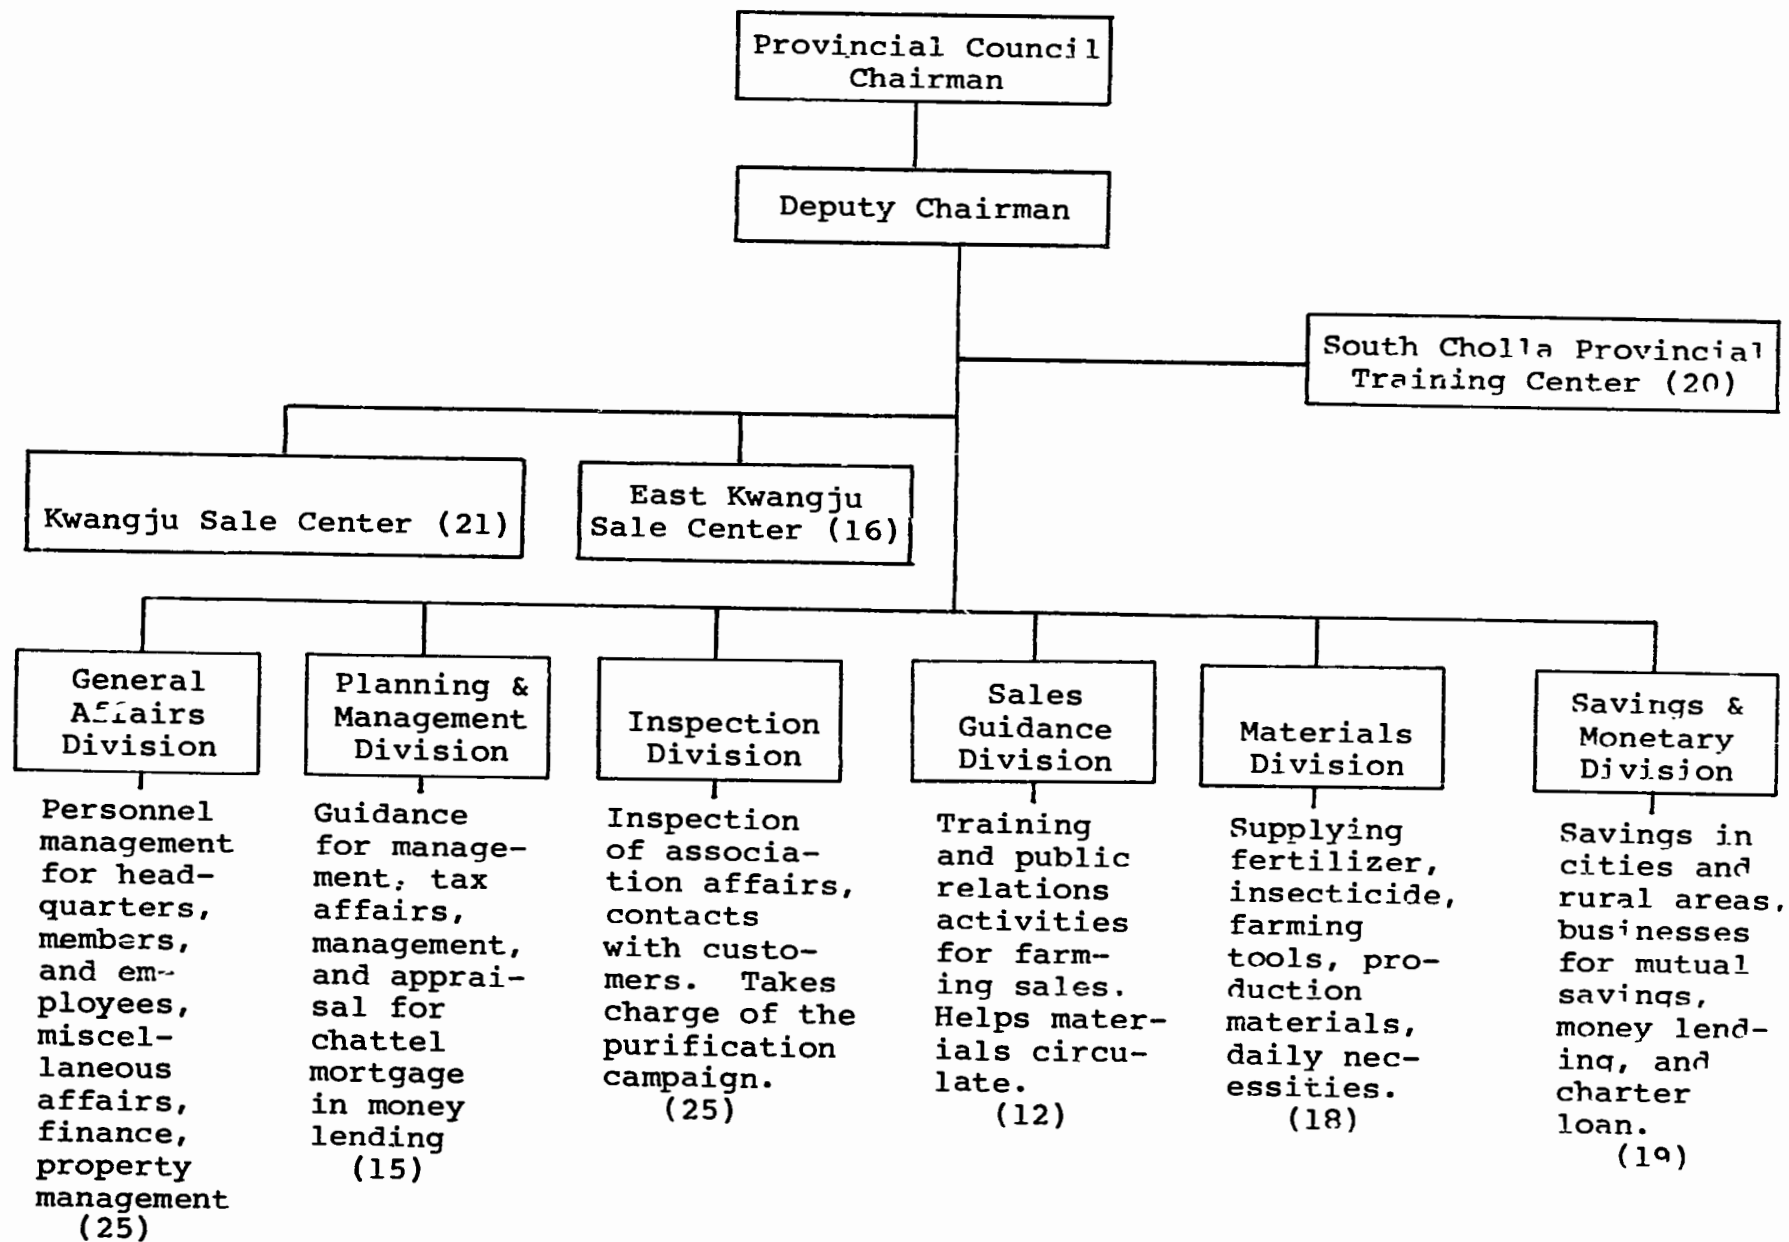 Provincial Council
Chairman
Deputy Chairman
South Cholla Provincial
Training Center (20)
Kwangju Sale Center (21)
East Kwangju
Sale Center (16)
General
Affairs
Division
Planning &
Management
Division
Inspection
Division
Sales
Guidance
Division
Materials
Division
Savings &
Monetary
Division
Personnel
management
for head-
quarters,
members,
and em-
ployees,
miscel-
laneous
affairs,
finance,
property
management
(25)
Guidance
for manage-
ment, tax
affairs,
management,
and apprai-
sal for
chattel
mortgage
in money
lending
(15)
Inspection
of associa-
tion affairs,
contacts
with custo-
mers. Takes
charge of the
purification
campaign.
(25)
Training
and public
relations
activities
for farm-
ing sales.
Helps mater-
ials circu-
late.
(12)
Supplying
fertilizer,
insecticide,
farming
tools, pro-
duction
materials,
daily nec-
essities.
(18)
Savings in
cities and
rural areas,
businesses
for mutual
savings,
money lend-
ing, and
charter
loan.
(19)